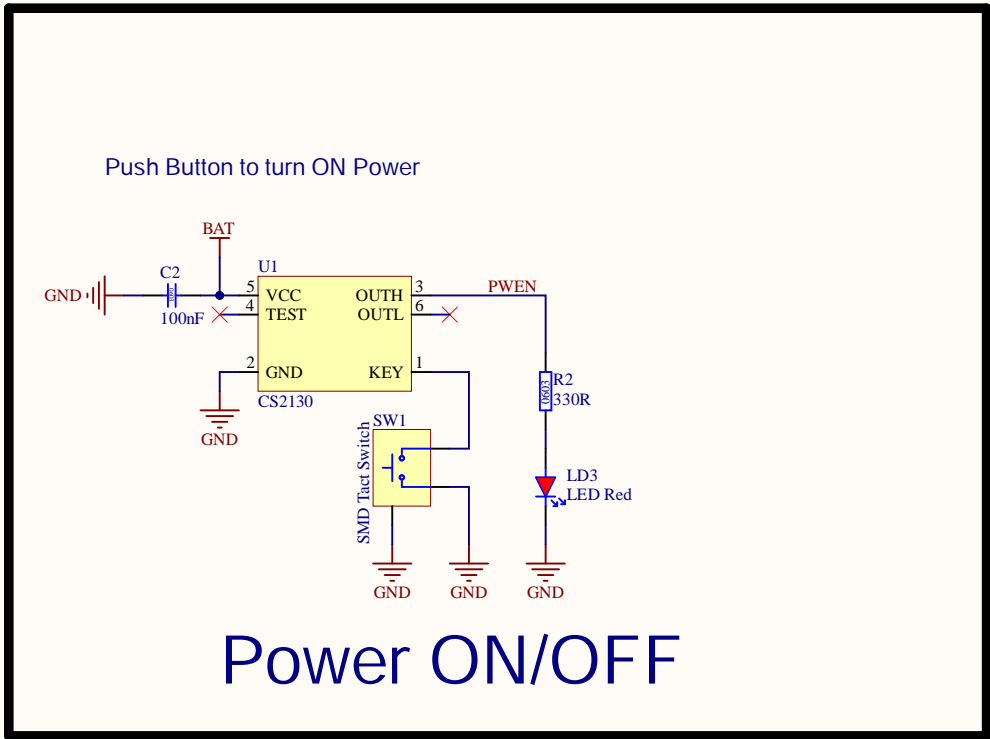 Push Button to turn ON Power
BAT
C2
U1
GND
5
VCC
OUTH
3
PWEN
100nF
4
TEST
OUTL
6
2
GND
KEY
1
R2
0603
330R
CS2130
GND
SW1
SMD Tact Switch
LD3
LED Red
GND
GND
GND
Power ON/OFF